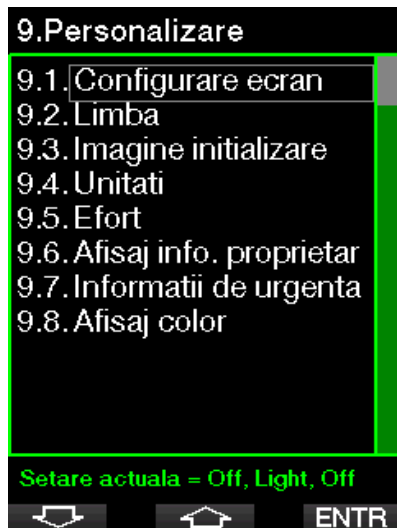 9.Personalizare
9.1. Configurare ecran
9.2. Limba
9.3. Imagine initializare
9.4. Unitati
9.5. Efort
9.6. Afisaj info. proprietar
9.7. Informatii de urgenta
9.8. Afisaj color
Setare actuala = Off, Light, Off
ENTR